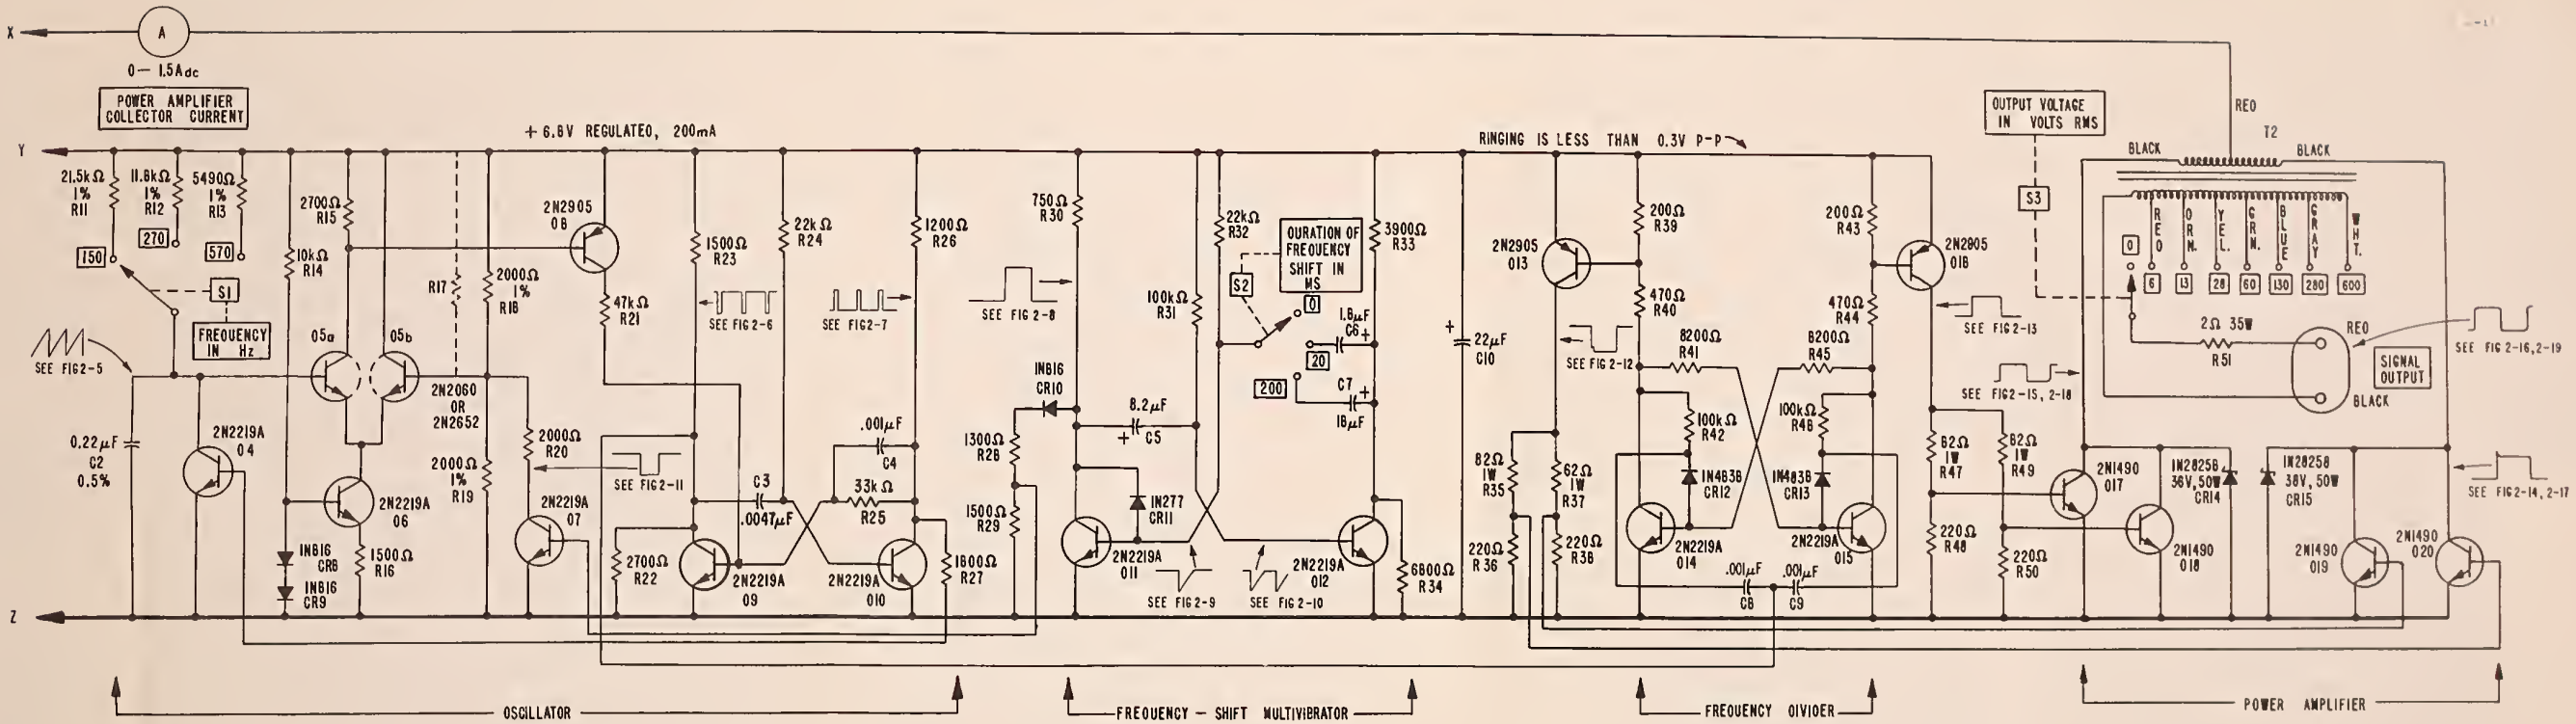 X
A
0 — 1.5Adc
POWER AMPLIFIER
COLLECTOR CURRENT
Y
+ 6.8V REGULATED, 200mA
RINGING IS LESS THAN 0.3V P-P
OUTPUT VOLTAGE
IN VOLTS RMS
S3
RED
T2
BLACK
BLACK
21.5kΩ
1%
R11
11.8kΩ
1%
R12
5490Ω
1%
R13
150
270
570
S1
FREQUENCY
IN Hz
SEE FIG 2-5
0.22μF
C2
0.5%
2N2219A
Q4
10kΩ
R14
2700Ω
R15
Q5a
Q5b
2N2060
OR
2N2652
2N2219A
Q6
1N816
CR8
1N816
CR9
1500Ω
R16
R17
2000Ω
1%
R18
2000Ω
1%
R19
2000Ω
R20
2N2219A
Q7
2N2905
Q8
47kΩ
R21
SEE FIG 2-11
2700Ω
R22
1500Ω
R23
SEE FIG 2-6
22kΩ
R24
C3
.0047μF
2N2219A
Q9
SEE FIG 2-7
.001μF
C4
33kΩ
R25
1200Ω
R26
2N2219A
Q10
1800Ω
R27
SEE FIG 2-8
750Ω
R30
1N816
CR10
1300Ω
R28
1500Ω
R29
8.2μF
+
C5
1N277
CR11
2N2219A
Q11
100kΩ
R31
22kΩ
R32
SEE FIG 2-9
SEE FIG 2-10
DURATION OF
FREQUENCY
SHIFT IN
MS
S2
0
20
200
1.8μF
C6
+
C7
+
18μF
3900Ω
R33
2N2219A
Q12
6800Ω
R34
+
22μF
C10
2N2905
Q13
SEE FIG 2-12
82Ω
1W
R35
220Ω
R36
62Ω
1W
R37
220Ω
R38
200Ω
R39
470Ω
R40
8200Ω
R41
100kΩ
R42
1N483B
CR12
2N2219A
Q14
200Ω
R43
470Ω
R44
8200Ω
R45
100kΩ
R46
1N483B
CR13
2N2219A
Q15
.001μF
C8
.001μF
C9
2N2905
Q16
SEE FIG 2-13
SEE FIG 2-15, 2-18
62Ω
1W
R47
220Ω
R48
82Ω
1W
R49
220Ω
R50
2N1490
Q17
2N1490
Q18
1N2825B
36V, 50W
CR14
1N2825B
36V, 50W
CR15
2N1490
Q19
2N1490
Q20
RED
ORN.
YEL.
GRN.
BLUE
GRAY
WHT.
0
6
13
28
60
130
280
600
2Ω 35W
R51
RED
BLACK
SIGNAL
OUTPUT
SEE FIG 2-16, 2-19
SEE FIG 2-14, 2-17
Z
OSCILLATOR
FREQUENCY – SHIFT MULTIVIBRATOR
FREQUENCY DIVIDER
POWER AMPLIFIER